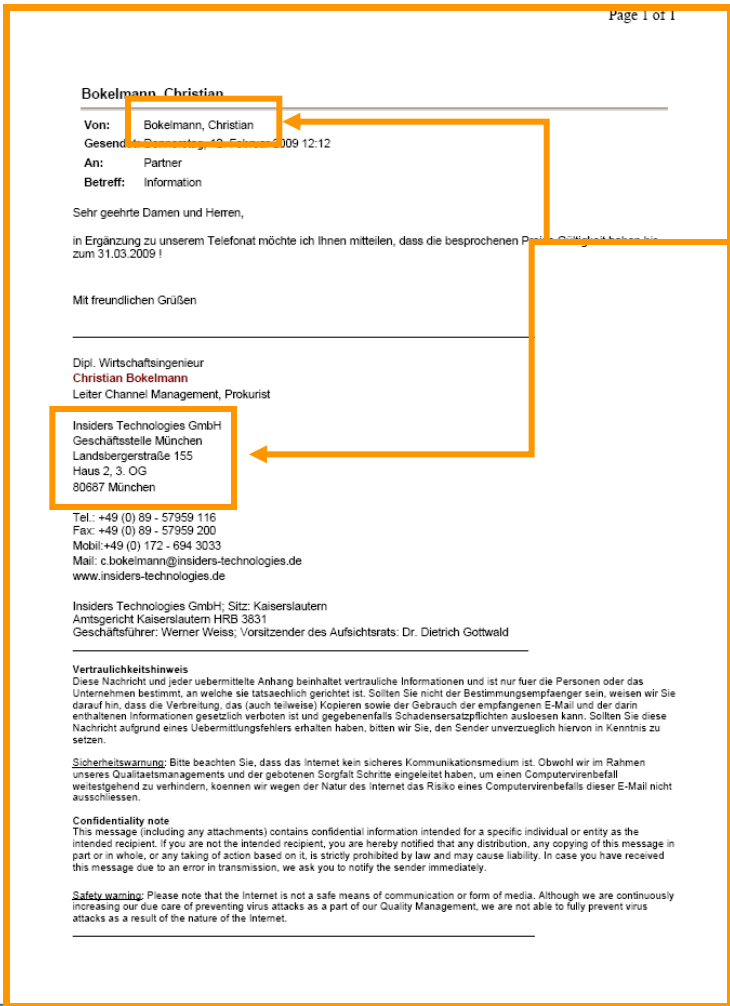 Page 1 of 1
Bokelmann, Christian
Von: Bokelmann, Christian
Gesendet: Donnerstag, 12. Februar 2009 12:12
An: Partner
Betreff: Information
Sehr geehrte Damen und Herren,
in Ergänzung zu unserem Telefonat möchte ich Ihnen mitteilen, dass die besprochenen Preise Gültigkeit haben bis
zum 31.03.2009 !
Mit freundlichen Grüßen
Dipl. Wirtschaftsingenieur
Christian Bokelmann
Leiter Channel Management, Prokurist
Insiders Technologies GmbH
Geschäftsstelle München
Landsbergerstraße 155
Haus 2, 3. OG
80687 München
Tel.: +49 (0) 89 - 57959 116
Fax: +49 (0) 89 - 57959 200
Mobil:+49 (0) 172 - 694 3033
Mail: c.bokelmann@insiders-technologies.de
www.insiders-technologies.de
Insiders Technologies GmbH; Sitz: Kaiserslautern
Amtsgericht Kaiserslautern HRB 3831
Geschäftsführer: Werner Weiss; Vorsitzender des Aufsichtsrats: Dr. Dietrich Gottwald
Vertraulichkeitshinweis
Diese Nachricht und jeder uebermittelte Anhang beinhaltet vertrauliche Informationen und ist nur fuer die Personen oder das
Unternehmen bestimmt, an welche sie tatsaechlich gerichtet ist. Sollten Sie nicht der Bestimmungsempfaenger sein, weisen wir Sie
darauf hin, dass die Verbreitung, das (auch teilweise) Kopieren sowie der Gebrauch der empfangenen E-Mail und der darin
enthaltenen Informationen gesetzlich verboten ist und gegebenenfalls Schadensersatzpflichten ausloesen kann. Sollten Sie diese
Nachricht aufgrund eines Uebermittlungsfehlers erhalten haben, bitten wir Sie, den Sender unverzueglich hiervon in Kenntnis zu
setzen.
Sicherheitswarnung: Bitte beachten Sie, dass das Internet kein sicheres Kommunikationsmedium ist. Obwohl wir im Rahmen
unseres Qualitaetsmanagements und der gebotenen Sorgfalt Schritte eingeleitet haben, um einen Computervirenbefall
weitestgehend zu verhindern, koennen wir wegen der Natur des Internet das Risiko eines Computervirenbefalls dieser E-Mail nicht
ausschliessen.
Confidentiality note
This message (including any attachments) contains confidential information intended for a specific individual or entity as the
intended recipient. If you are not the intended recipient, you are hereby notified that any distribution, any copying of this message in
part or in whole, or any taking of action based on it, is strictly prohibited by law and may cause liability. In case you have received
this message due to an error in transmission, we ask you to notify the sender immediately.
Safety warning: Please note that the Internet is not a safe means of communication or form of media. Although we are continuously
increasing our due care of preventing virus attacks as a part of our Quality Management, we are not able to fully prevent virus
attacks as a result of the nature of the Internet.